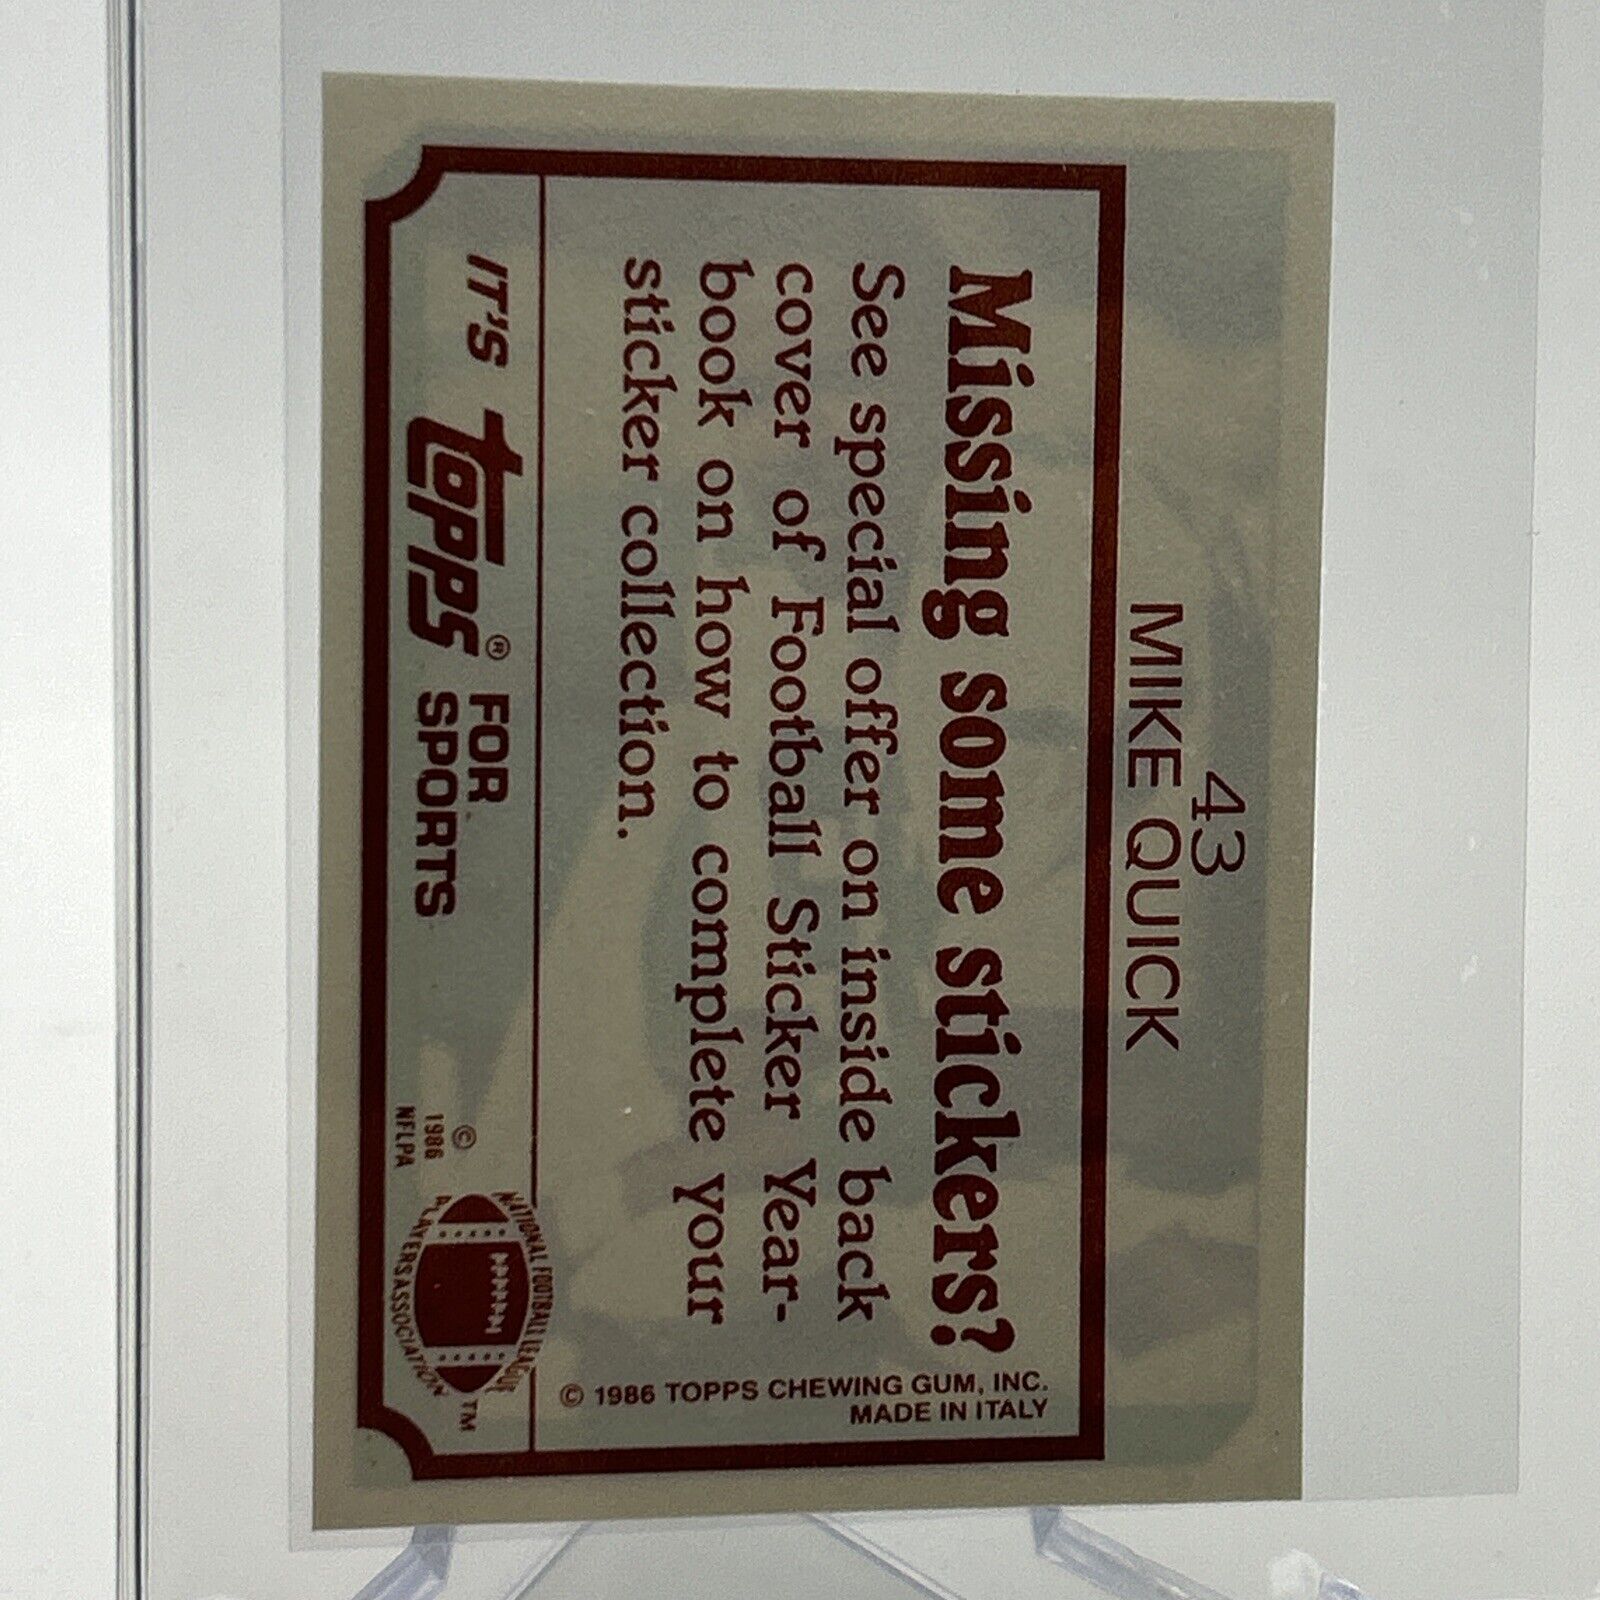 43
MIKE QUICK
Missing some stickers?
See special offer on inside back
cover of Football Sticker Year-
book on how to complete your
sticker collection.
© 1986 TOPPS CHEWING GUM, INC.
MADE IN ITALY
IT'S Topps® FOR
SPORTS
©
1986
NFLPA
NATIONAL FOOTBALL LEAGUE
PLAYERS ASSOCIATION
TM